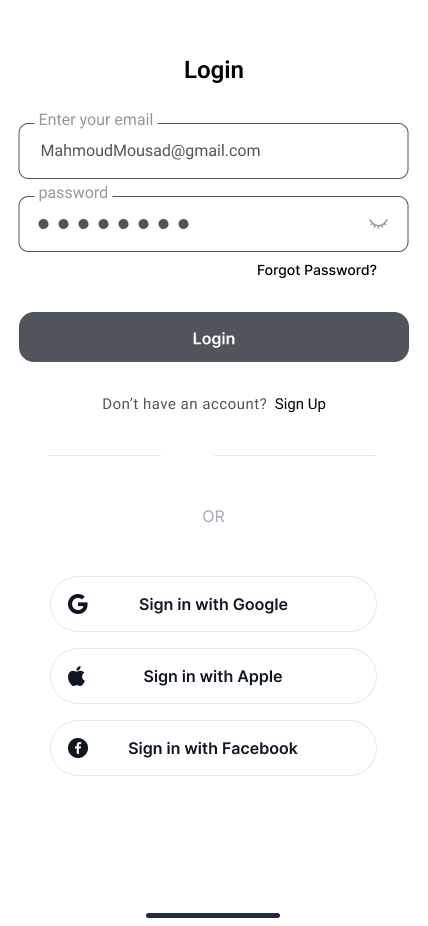 Login
Enter your email
MahmoudMousad@gmail.com
password
Forgot Password?
Login
Don’t have an account? Sign Up
OR
Sign in with Google
Sign in with Apple
Sign in with Facebook